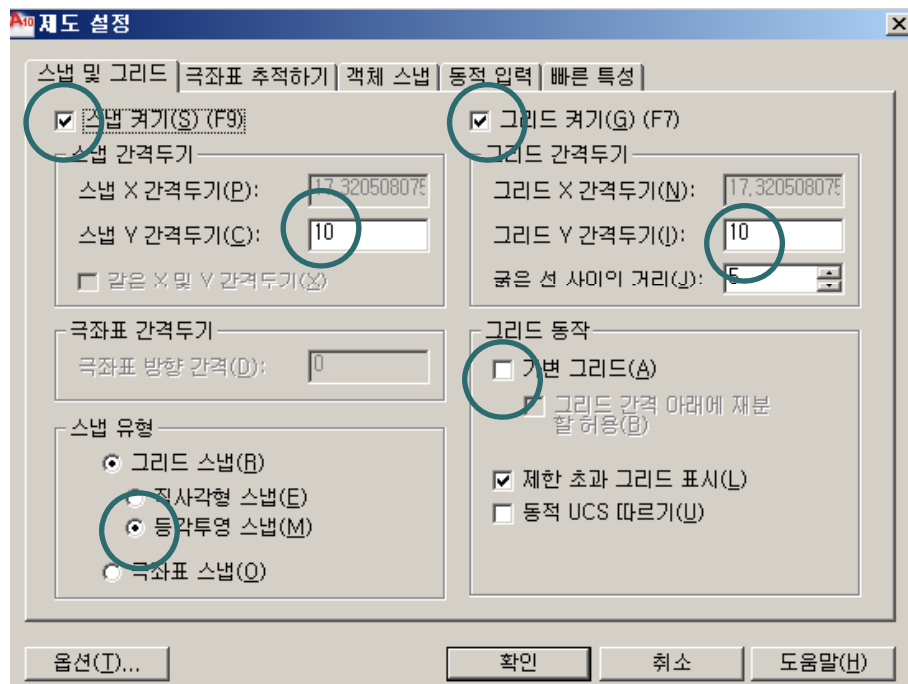 A10 제도 설정
스냅 및 그리드 극좌표 추적하기 객체 스냅 동적 입력 빠른 특성
스냅 켜기(S) (F9)
스냅 간격두기
스냅 X 간격두기(P): 17.320508075
스냅 Y 간격두기(C): 10
같은 X 및 Y 간격두기(X)
극좌표 간격두기
극좌표 방향 간격(D): 0
스냅 유형
그리드 스냅(R)
직사각형 스냅(E)
등각투영 스냅(M)
극좌표 스냅(O)
그리드 켜기(G) (F7)
그리드 간격두기
그리드 X 간격두기(N): 17.320508075
그리드 Y 간격두기(I): 10
굵은 선 사이의 거리(J): 5
그리드 동작
가변 그리드(A)
그리드 간격 아래에 재분
할 허용(B)
제한 초과 그리드 표시(L)
동적 UCS 따르기(U)
옵션(T)... 확인 취소 도움말(H)